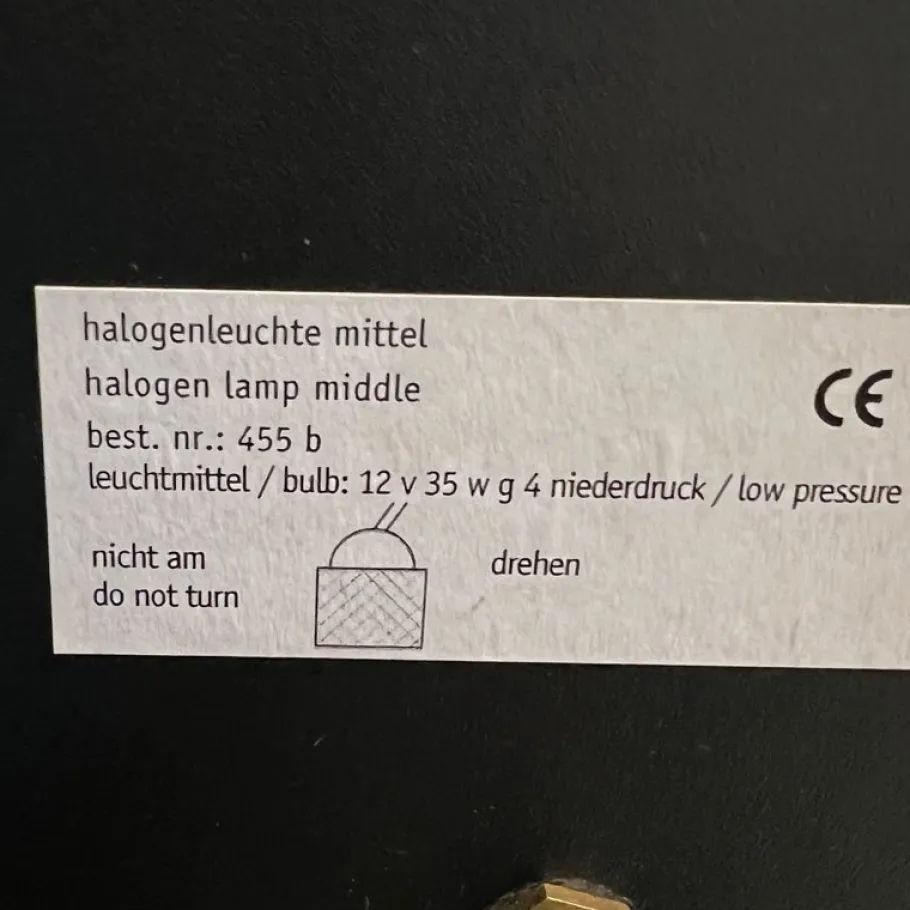 halogenleuchte mittel
halogen lamp middle
CE
best. nr.: 455 b
leuchtmittel / bulb: 12 v 35 w g 4 niederdruck / low pressure
nicht am drehen
do not turn